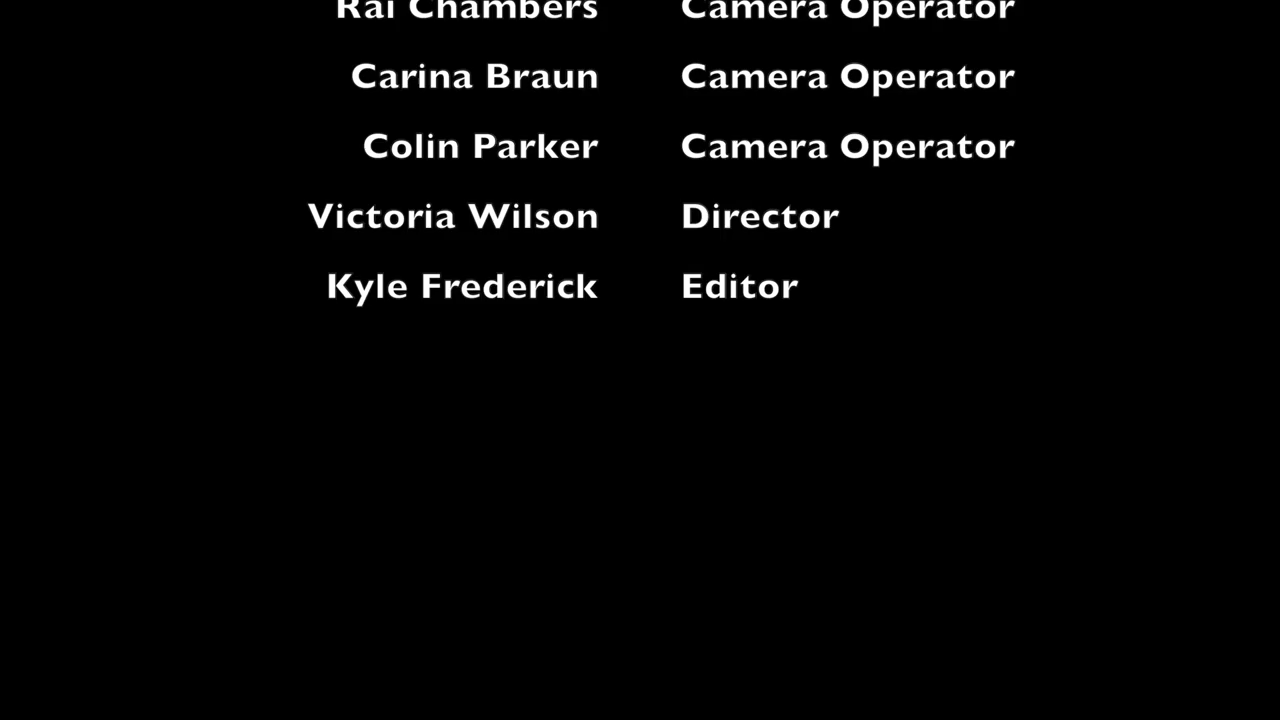 Rai Chambers Camera Operator
Carina Braun Camera Operator
Colin Parker Camera Operator
Victoria Wilson Director
Kyle Frederick Editor